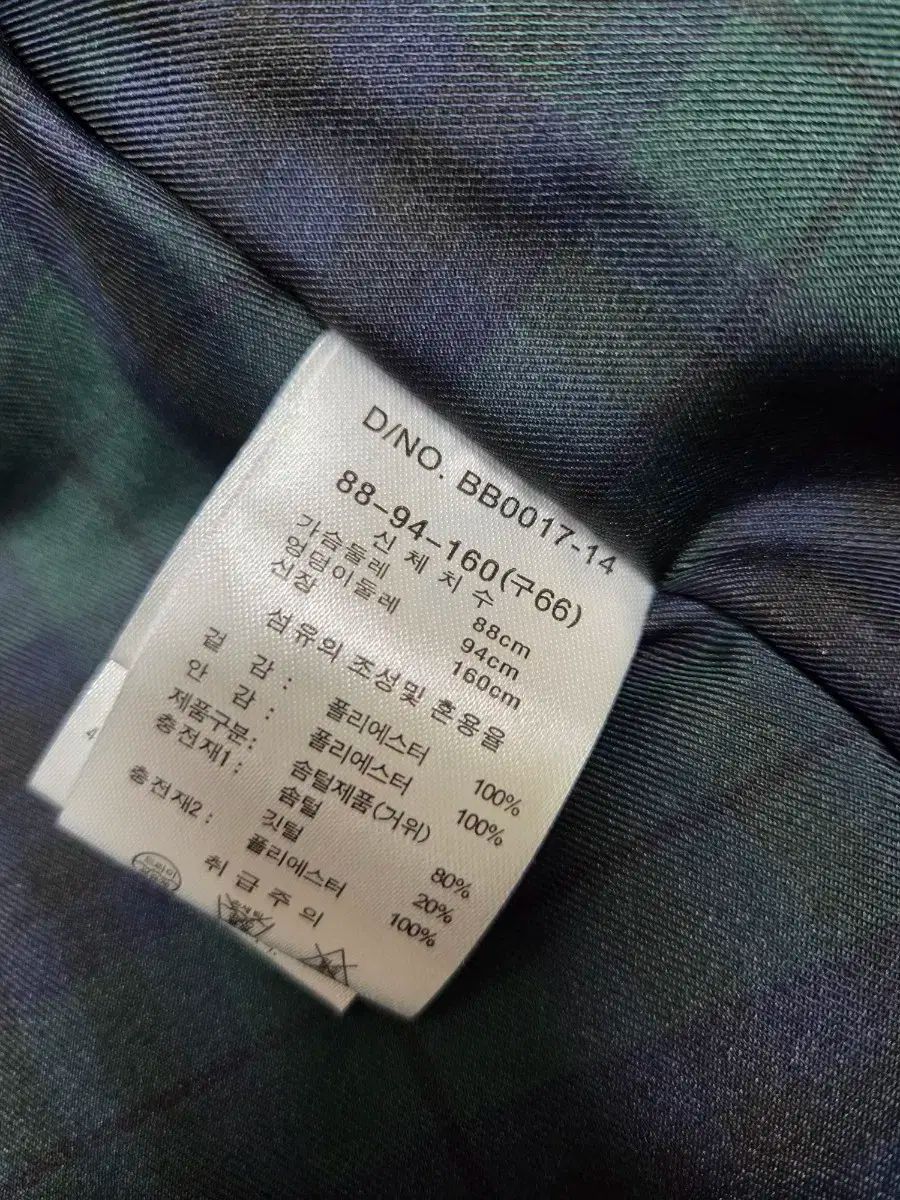 D/NO. BB0017-14
88-94-160(구66)
신 체 치 수
가슴둘레 88cm
엉덩이둘레 94cm
신장 160cm
섬유의 조성및 혼용율
겉 감 : 폴리에스터 100%
안 감 : 폴리에스터 100%
제품구분: 솜털제품(거위)
충전재1: 솜털 80%
깃털 20%
충전재2: 폴리에스터 100%
취 급 주 의
드라이
4